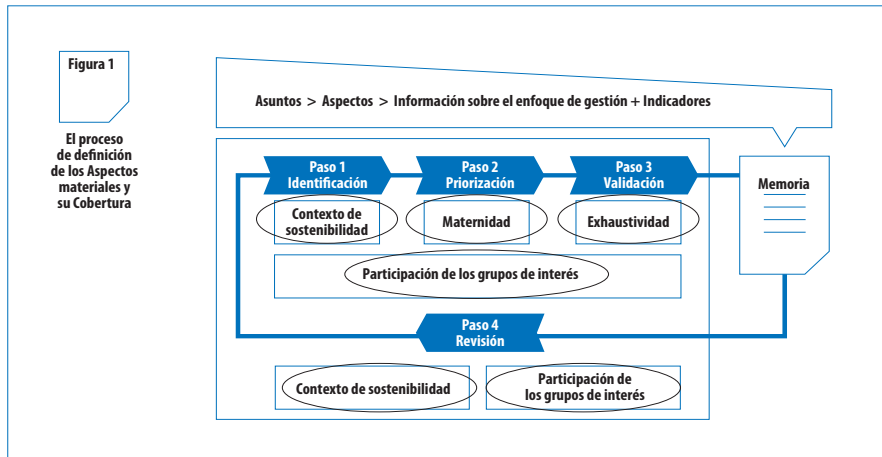 Figura 1
El proceso
de definición
de los Aspectos
materiales y
su Cobertura
Asuntos > Aspectos > Información sobre el enfoque de gestión + Indicadores
Paso 1
Identificación
Paso 2
Priorización
Paso 3
Validación
Memoria
Contexto de
sostenibilidad
Maternidad
Exhaustividad
Participación de los grupos de interés
Paso 4
Revisión
Contexto de sostenibilidad
Participación de
los grupos de interés